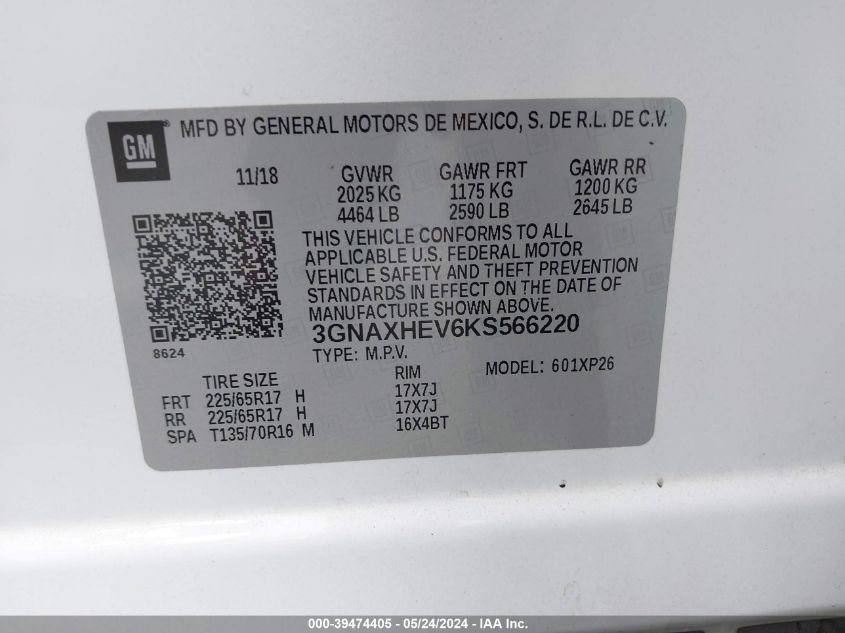 GM
MFD BY GENERAL MOTORS DE MEXICO, S. DE R.L. DE C.V.
11/18 GVWR GAWR FRT GAWR RR
2025 KG 1175 KG 1200 KG
4464 LB 2590 LB 2645 LB
THIS VEHICLE CONFORMS TO ALL
APPLICABLE U.S. FEDERAL MOTOR
VEHICLE SAFETY AND THEFT PREVENTION
STANDARDS IN EFFECT ON THE DATE OF
MANUFACTURE SHOWN ABOVE.
3GNAXHEV6KS566220
8624
TYPE: M.P.V. MODEL: 601XP26
TIRE SIZE RIM
FRT 225/65R17 H 17X7J
RR 225/65R17 H 17X7J
SPA T135/70R16 M 16X4BT
000-39474405 - 05/24/2024 - IAA Inc.